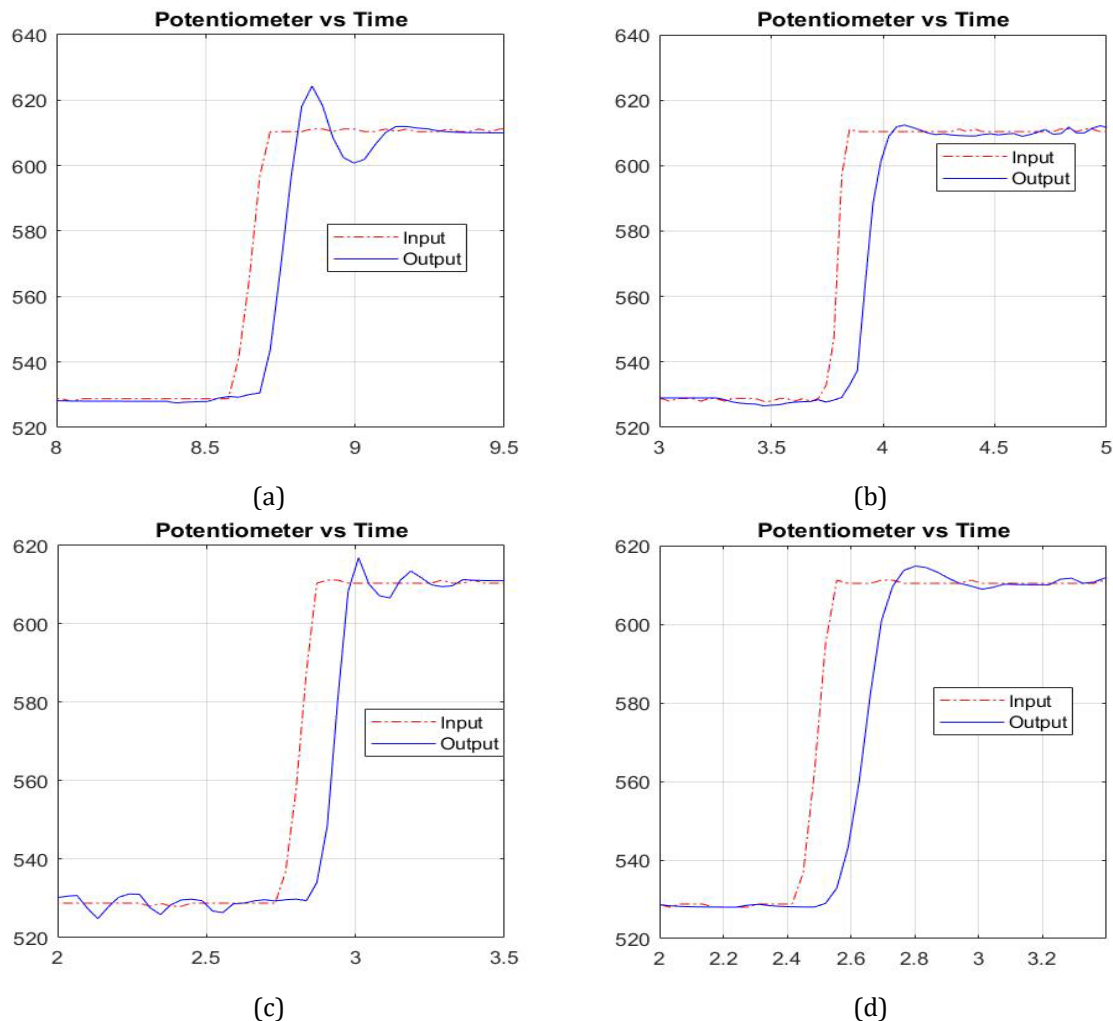 Potentiometer vs Time
640
620
600
580
560
540
520
8 8.5 9 9.5
Input
Output
(a)
Potentiometer vs Time
640
620
600
580
560
540
520
3 3.5 4 4.5 5
Input
Output
(b)
Potentiometer vs Time
620
600
580
560
540
520
2 2.5 3 3.5
Input
Output
(c)
Potentiometer vs Time
620
600
580
560
540
520
2 2.2 2.4 2.6 2.8 3 3.2
Input
Output
(d)